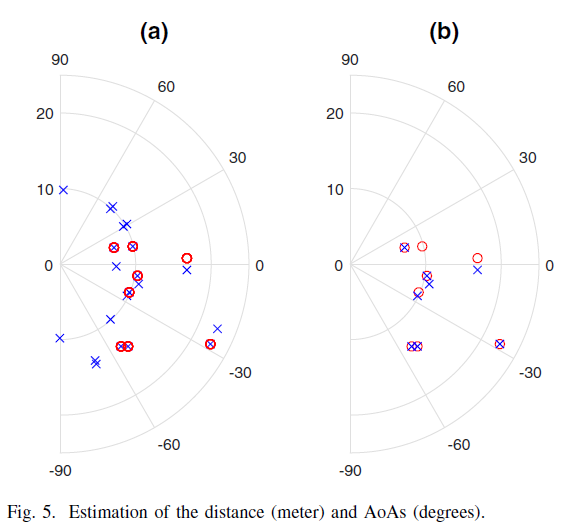 (a) (b)
90 90
60 60
20 20
30 30
10 10
0 0 0 0
-30 -30
-60 -60
-90 -90
Fig. 5. Estimation of the distance (meter) and AoAs (degrees).